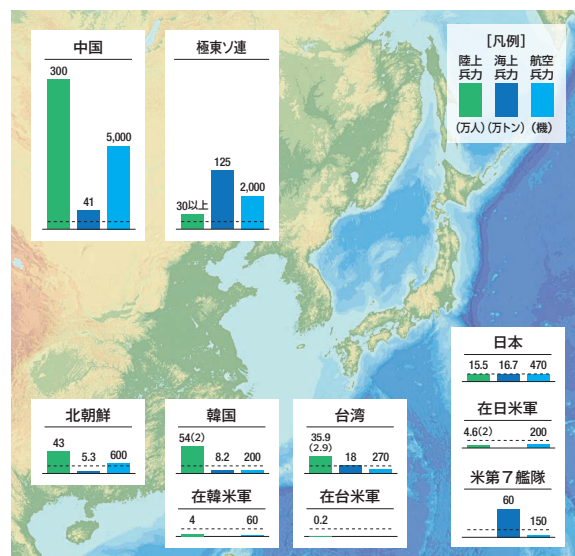 中国
300
41
5,000
極東ソ連
30以上
125
2,000
[凡例]
陸上 海上 航空
兵力 兵力 兵力
(万人) (万トン) (機)
日本
15.5 16.7 470
在日米軍
4.6(2) 200
米第7艦隊
60
150
北朝鮮
43
5.3 600
韓国
54(2)
8.2 200
在韓米軍
4 60
台湾
35.9
(2.9)
18 270
在台米軍
0.2